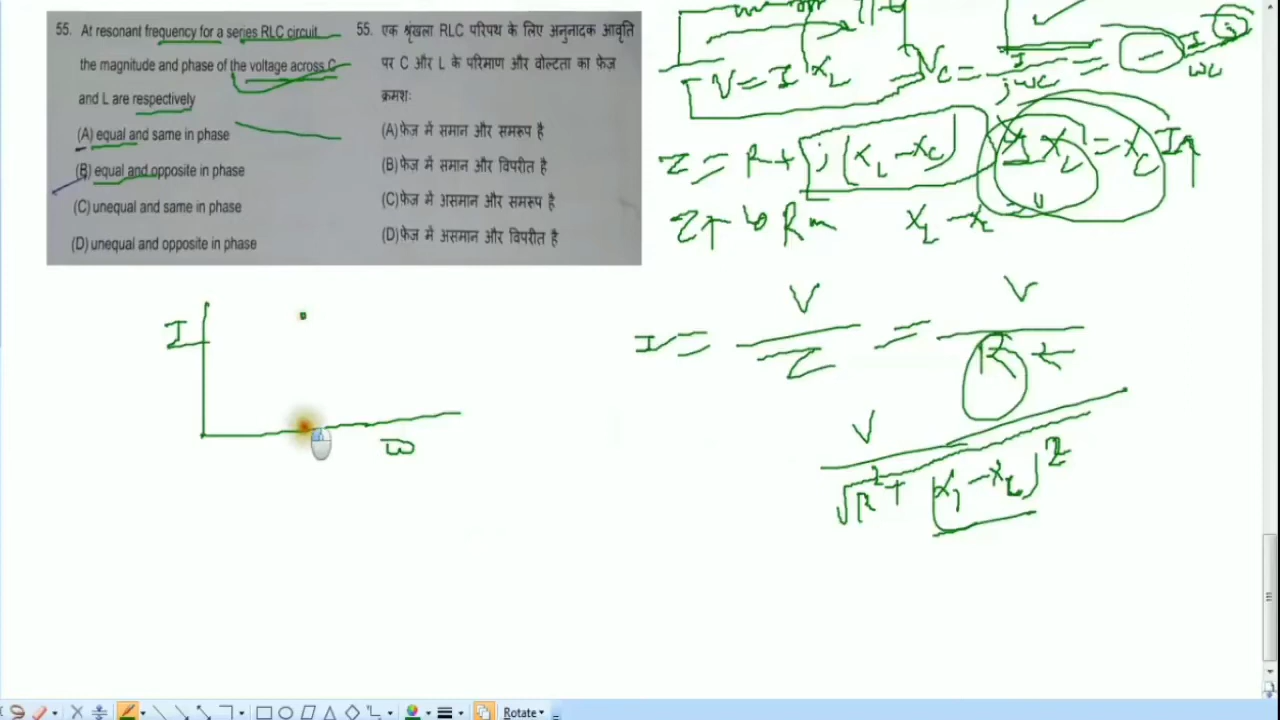 55. At resonant frequency for a series RLC circuit
the magnitude and phase of the voltage across C
and L are respectively
(A) equal and same in phase
(B) equal and opposite in phase
(C) unequal and same in phase
(D) unequal and opposite in phase
55. एक श्रृंखला RLC परिपथ के लिए अनुनादक आवृति
पर C और L के परिमाण और वोल्टता का फेज़
क्रमशः
(A) फेज़ में समान और समरूप है
(B) फेज़ में समान और विपरीत है
(C) फेज़ में असमान और समरूप है
(D) फेज़ में असमान और विपरीत है
V = I X_L
V_C = I/jωC = - I/ωC j
Z = R + j(X_L - X_C)
X_L = X_C
I = V/Z = V/R
V/√R² + (X_L - X_C)²
I
ω
Rotate